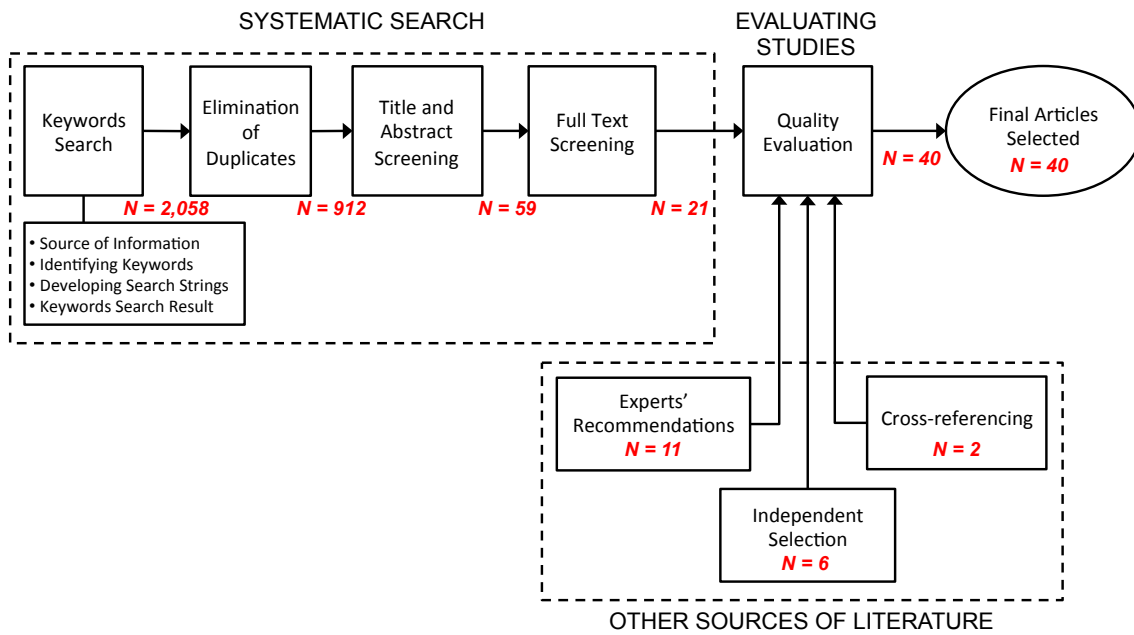 SYSTEMATIC SEARCH
EVALUATING
STUDIES
Keywords
Search
Elimination
of
Duplicates
Title and
Abstract
Screening
Full Text
Screening
Quality
Evaluation
Final Articles
Selected
N = 40
N = 2,058
N = 912
N = 59
N = 21
N = 40
• Source of Information
• Identifying Keywords
• Developing Search Strings
• Keywords Search Result
Experts’
Recommendations
N = 11
Cross-referencing
N = 2
Independent
Selection
N = 6
OTHER SOURCES OF LITERATURE